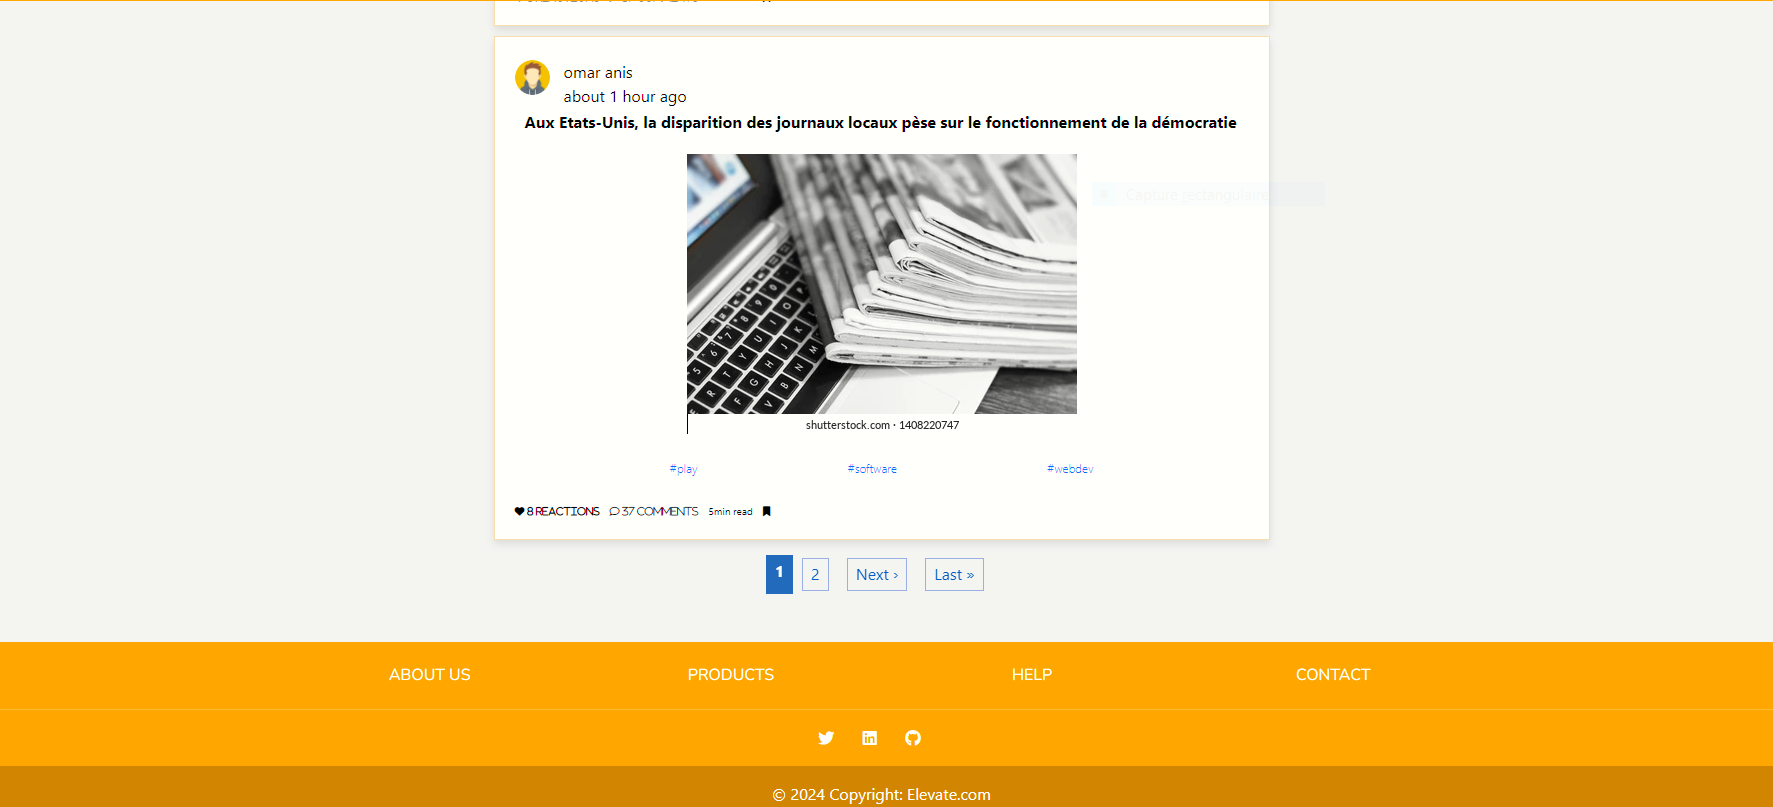 omar anis
about 1 hour ago
Aux Etats-Unis, la disparition des journaux locaux pèse sur le fonctionnement de la démocratie
shutterstock.com · 1408220747
#play #software #webdev
8 REACTIONS 37 COMMENTS 5min read
1 2 Next › Last »
Capture rectangulaire
ABOUT US PRODUCTS HELP CONTACT
© 2024 Copyright: Elevate.com